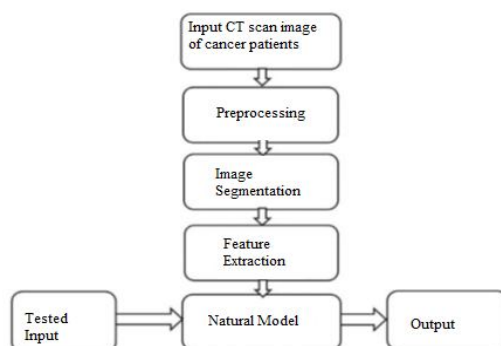 Input CT scan image
of cancer patients
Preprocessing
Image
Segmentation
Feature
Extraction
Tested
Input
Natural Model
Output